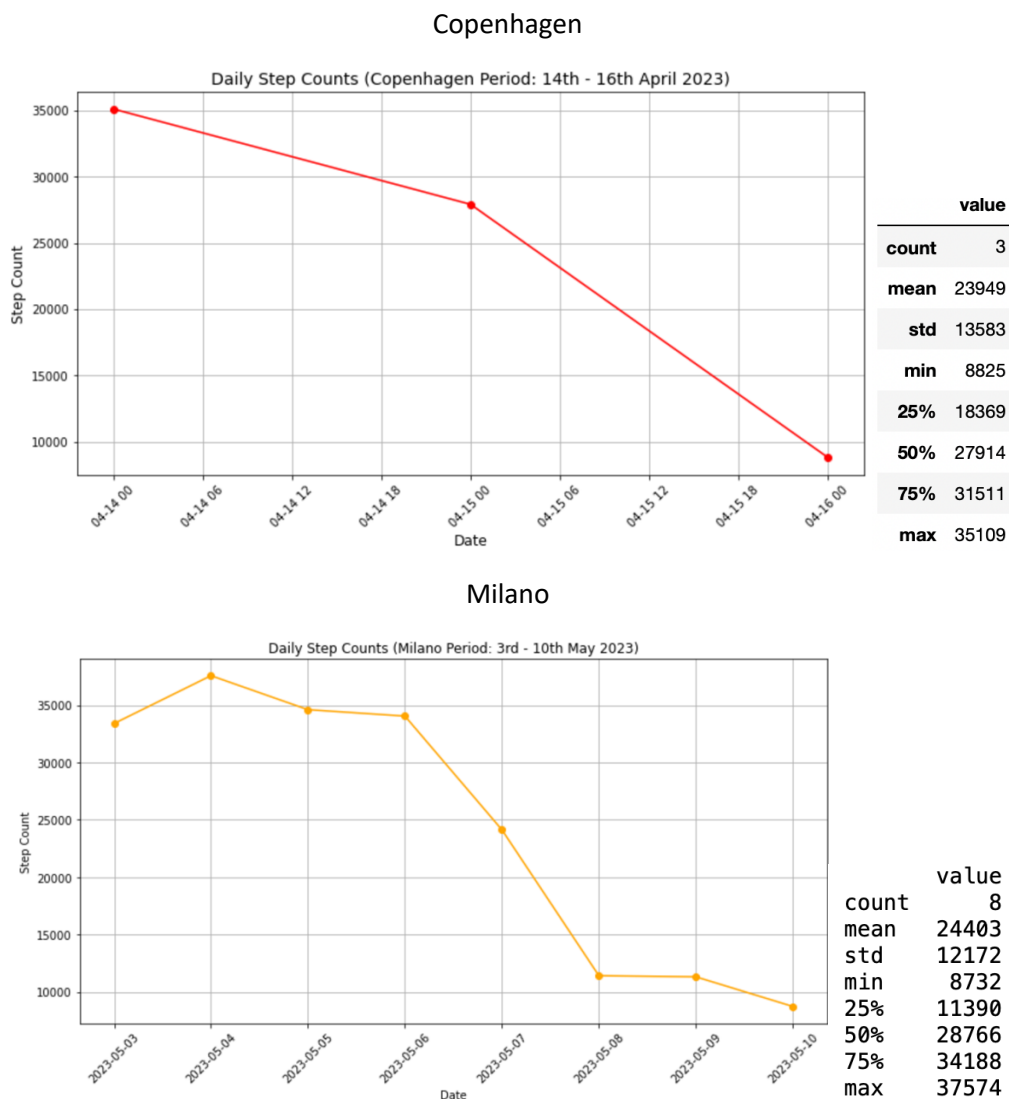 Copenhagen
Daily Step Counts (Copenhagen Period: 14th - 16th April 2023)
35000
30000
25000
20000
15000
10000
Step Count
04-14 00
04-14 06
04-14 12
04-14 18
04-15 00
04-15 06
04-15 12
04-15 18
04-16 00
Date
value
count 3
mean 23949
std 13583
min 8825
25% 18369
50% 27914
75% 31511
max 35109
Milano
Daily Step Counts (Milano Period: 3rd - 10th May 2023)
35000
30000
25000
20000
15000
10000
Step Count
2023-05-03
2023-05-04
2023-05-05
2023-05-06
2023-05-07
2023-05-08
2023-05-09
2023-05-10
Date
value
count 8
mean 24403
std 12172
min 8732
25% 11390
50% 28766
75% 34188
max 37574